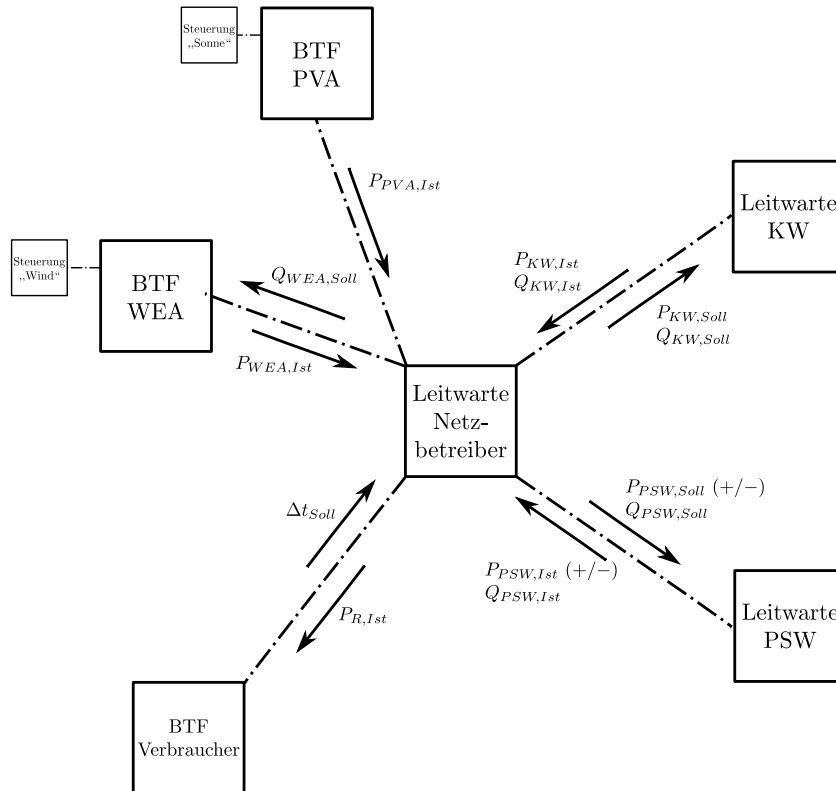 Steuerung
„Sonne“
BTF
PVA
P_{PVA,Ist}
Leitwarte
KW
P_{KW,Ist}
Q_{KW,Ist}
P_{KW,Soll}
Q_{KW,Soll}
Steuerung
„Wind“
BTF
WEA
Q_{WEA,Soll}
P_{WEA,Ist}
Leitwarte
Netz-
betreiber
Δt_{Soll}
P_{R,Ist}
P_{PSW,Soll} (+/−)
Q_{PSW,Soll}
P_{PSW,Ist} (+/−)
Q_{PSW,Ist}
Leitwarte
PSW
BTF
Verbraucher